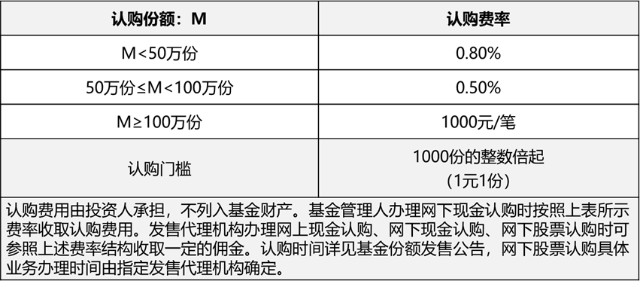 认购份额：M 认购费率
M<50万份 0.80%
50万份≤M<100万份 0.50%
M≥100万份 1000元/笔
认购门槛 1000份的整数倍起
（1元1份）
认购费用由投资人承担，不列入基金财产。基金管理人办理网下现金认购时按照上表所示
费率收取认购费用。发售代理机构办理网上现金认购、网下现金认购、网下股票认购时可
参照上述费率结构收取一定的佣金。认购时间详见基金份额发售公告，网下股票认购具体
业务办理时间由指定发售代理机构确定。